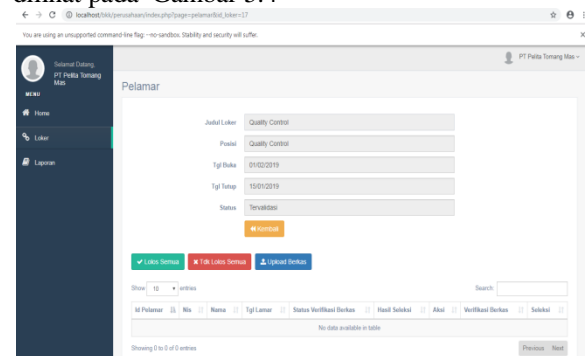 dilihat pada Gambar 5.4
localhost/bkk/perusahaan/index.php?page=pelamar&id_loker=17
You are using an unsupported command-line flag: --no-sandbox. Stability and security will suffer.
Selamat Datang,
PT Pelita Tomang Mas
PT Pelita Tomang Mas
MENU
Home
Loker
Laporan
Pelamar
Judul Loker Quality Control
Posisi Quality Control
Tgl Buka 01/02/2019
Tgl Tutup 15/01/2019
Status Tervalidasi
Kembali
Lolos Semua Tdk Lolos Semua Upload Berkas
Show 10 entries Search:
Id Pelamar Nis Nama Tgl Lamar Status Verifikasi Berkas Hasil Seleksi Aksi Verifikasi Berkas Seleksi
No data available in table
Showing 0 to 0 of 0 entries Previous Next